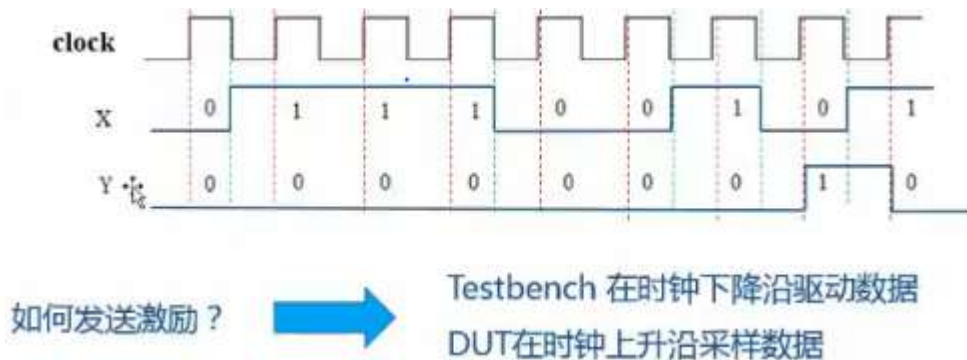 clock
X 0 1 1 1 0 0 1 0 1
Y 0 0 0 0 0 0 0 1 0
如何发送激励？
Testbench 在时钟下降沿驱动数据
DUT在时钟上升沿采样数据